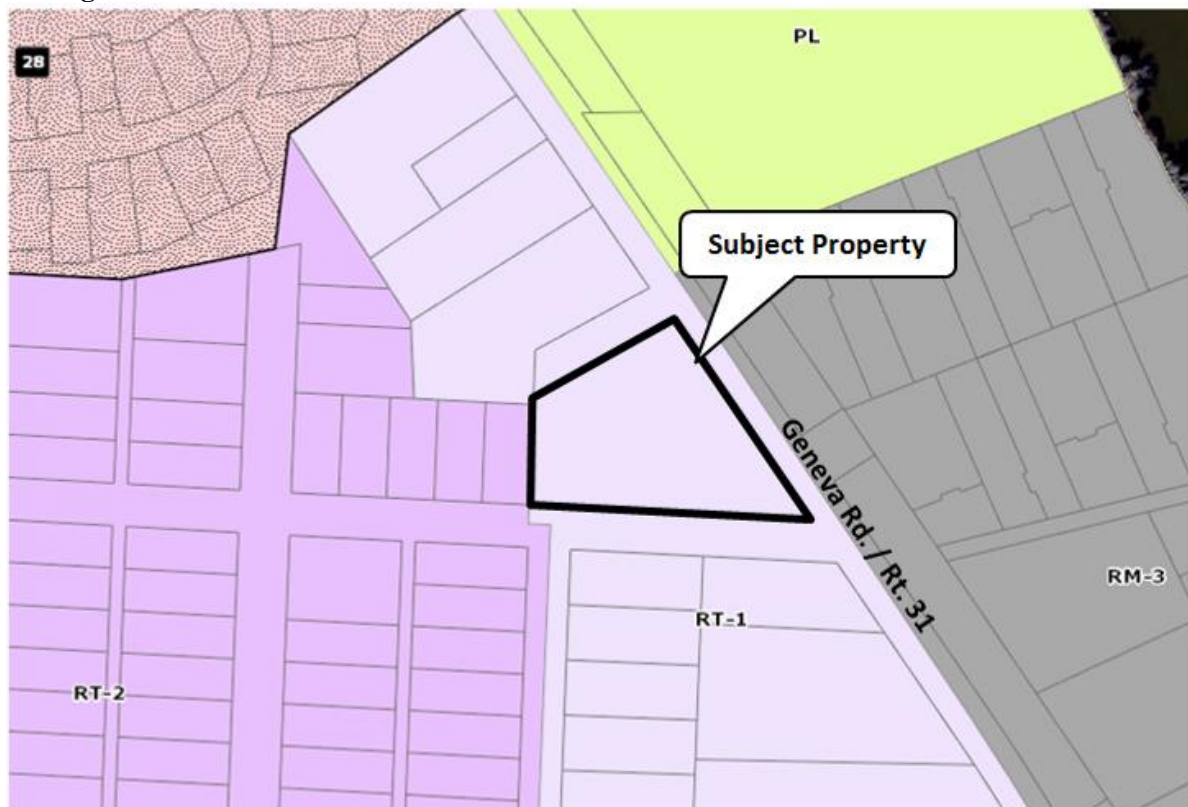 PL
28
Subject Property
Geneva Rd. / Rt. 31
RM-3
RT-1
RT-2